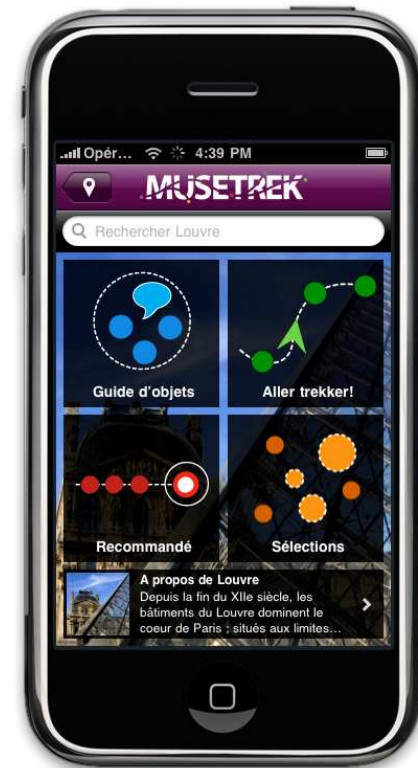 Opér... 4:39 PM
MUSETREK
Rechercher Louvre
Guide d'objets
Aller trekker!
Recommandé
Sélections
A propos de Louvre
Depuis la fin du XIIe siècle, les
bâtiments du Louvre dominent le
coeur de Paris ; situés aux limites...